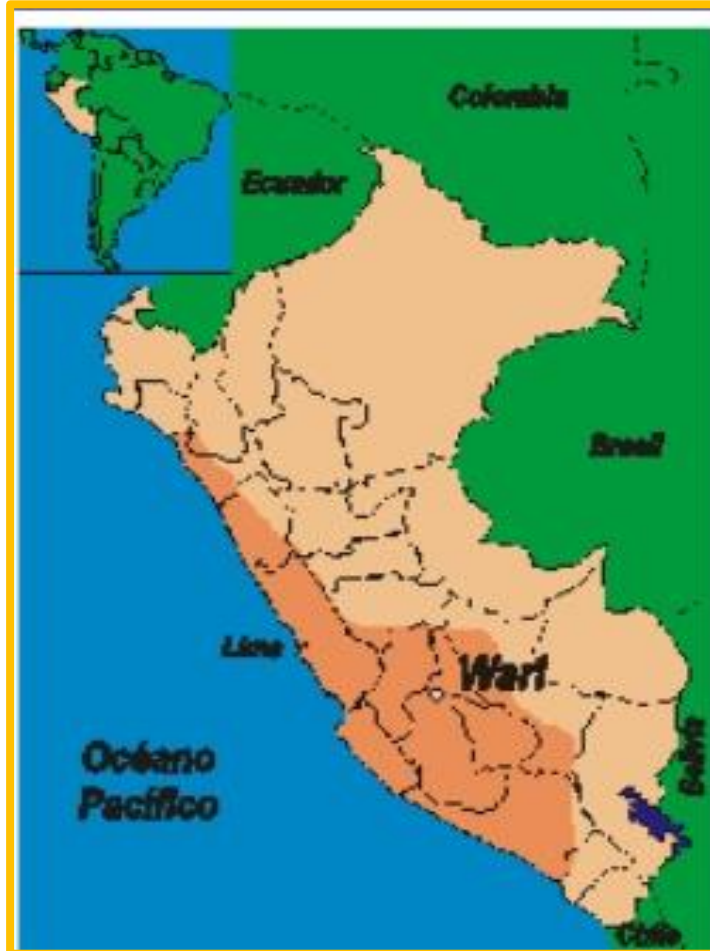 Colombia
Ecuador
Brasil
Lima
Wari
Océano
Pacífico
Bolivia
Chile